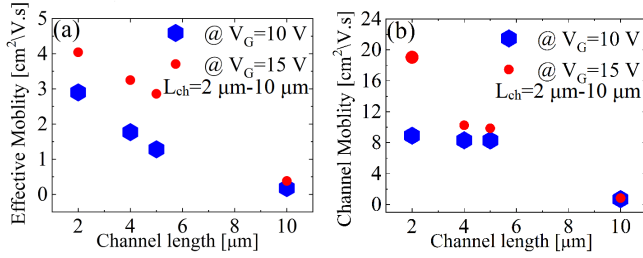 (a)
@ V_G=10 V
@ V_G=15 V
L_ch=2 μm-10 μm
Effective Moblity [cm²\V.s]
5
4
3
2
1
0
2 4 6 8 10
Channel length [μm]
(b)
@ V_G=10 V
@ V_G=15 V
L_ch=2 μm-10 μm
Channel Moblity [cm²\V.s]
24
20
16
12
8
4
0
2 4 6 8 10
Channel length [μm]